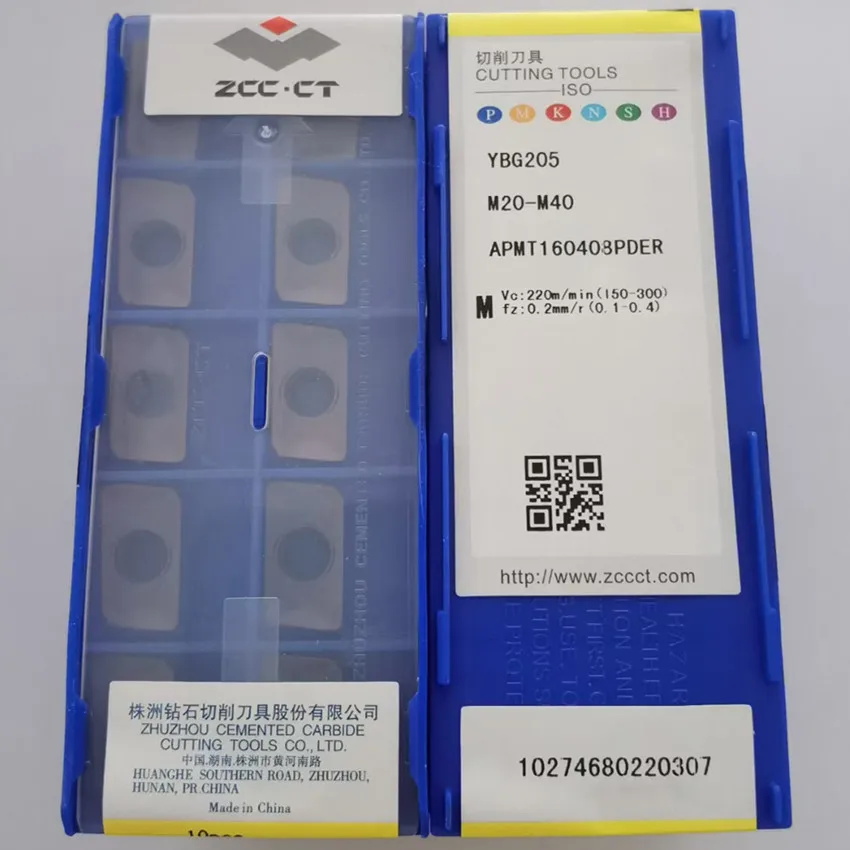 ZCC·CT
株洲钻石切削刀具股份有限公司
ZHUZHOU CEMENTED CARBIDE
CUTTING TOOLS CO., LTD.
中国.湖南.株洲市黄河南路
HUANGHE SOUTHERN ROAD, ZHUZHOU,
HUNAN, PR.CHINA
Made in China
切削刀具
CUTTING TOOLS
ISO
P M K N S H
YBG205
M20-M40
APMT160408PDER
M Vc:220m/min(150-300)
fz:0.2mm/r(0.1-0.4)
http://www.zccct.com
10274680220307